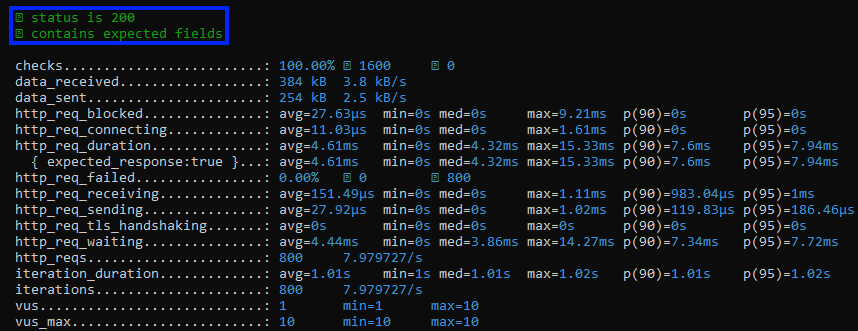 status is 200
contains expected fields
checks.........................: 100.00% 1600 0
data_received..................: 384 kB 3.8 kB/s
data_sent......................: 254 kB 2.5 kB/s
http_req_blocked...............: avg=27.63µs min=0s med=0s max=9.21ms p(90)=0s p(95)=0s
http_req_connecting............: avg=11.03µs min=0s med=0s max=1.61ms p(90)=0s p(95)=0s
http_req_duration..............: avg=4.61ms min=0s med=4.32ms max=15.33ms p(90)=7.6ms p(95)=7.94ms
{ expected_response:true }...: avg=4.61ms min=0s med=4.32ms max=15.33ms p(90)=7.6ms p(95)=7.94ms
http_req_failed................: 0.00% 0 800
http_req_receiving.............: avg=151.49µs min=0s med=0s max=1.11ms p(90)=983.04µs p(95)=1ms
http_req_sending...............: avg=27.92µs min=0s med=0s max=1.02ms p(90)=119.83µs p(95)=186.46µs
http_req_tls_handshaking.......: avg=0s min=0s med=0s max=0s p(90)=0s p(95)=0s
http_req_waiting...............: avg=4.44ms min=0s med=3.86ms max=14.27ms p(90)=7.34ms p(95)=7.72ms
http_reqs......................: 800 7.979727/s
iteration_duration.............: avg=1.01s min=1s med=1.01s max=1.02s p(90)=1.01s p(95)=1.02s
iterations.....................: 800 7.979727/s
vus............................: 1 min=1 max=10
vus_max........................: 10 min=10 max=10